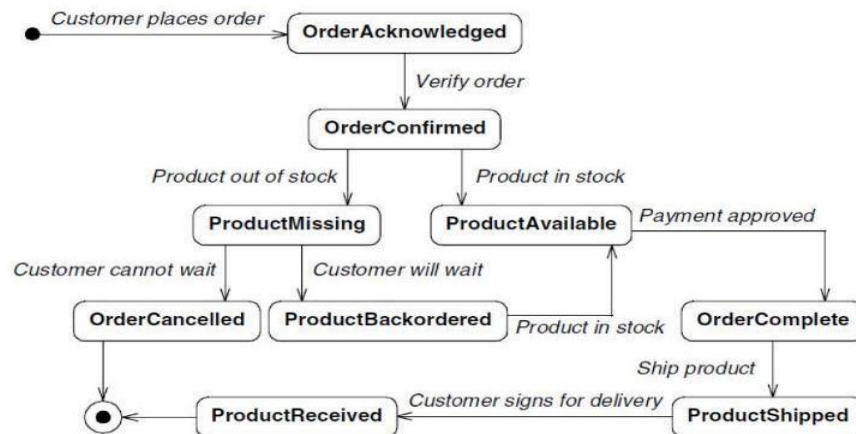 Customer places order
OrderAcknowledged
Verify order
OrderConfirmed
Product out of stock
Product in stock
ProductMissing
ProductAvailable
Payment approved
Customer cannot wait
Customer will wait
OrderCancelled
ProductBackordered
Product in stock
OrderComplete
Ship product
Customer signs for delivery
ProductReceived
ProductShipped